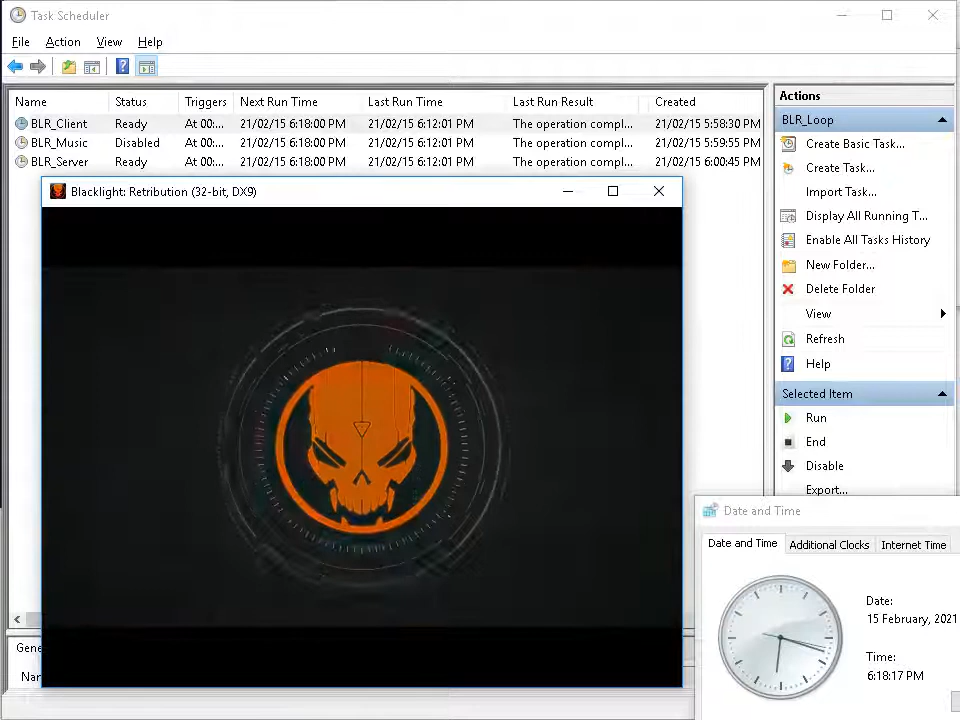 Task Scheduler
File Action View Help
Name Status Triggers Next Run Time Last Run Time Last Run Result Created
BLR_Client Ready At 00:... 21/02/15 6:18:00 PM 21/02/15 6:12:01 PM The operation compl... 21/02/15 5:58:30 PM
BLR_Music Disabled At 00:... 21/02/15 6:18:00 PM 21/02/15 6:12:01 PM The operation compl... 21/02/15 5:59:55 PM
BLR_Server Ready At 00:... 21/02/15 6:18:00 PM 21/02/15 6:12:01 PM The operation compl... 21/02/15 6:00:45 PM
Blacklight: Retribution (32-bit, DX9)
Gene
Nar
Actions
BLR_Loop
Create Basic Task...
Create Task...
Import Task...
Display All Running T...
Enable All Tasks History
New Folder...
Delete Folder
View
Refresh
Help
Selected Item
Run
End
Disable
Export...
Date and Time
Date and Time Additional Clocks Internet Time
Date:
15 February, 2021
Time:
6:18:17 PM